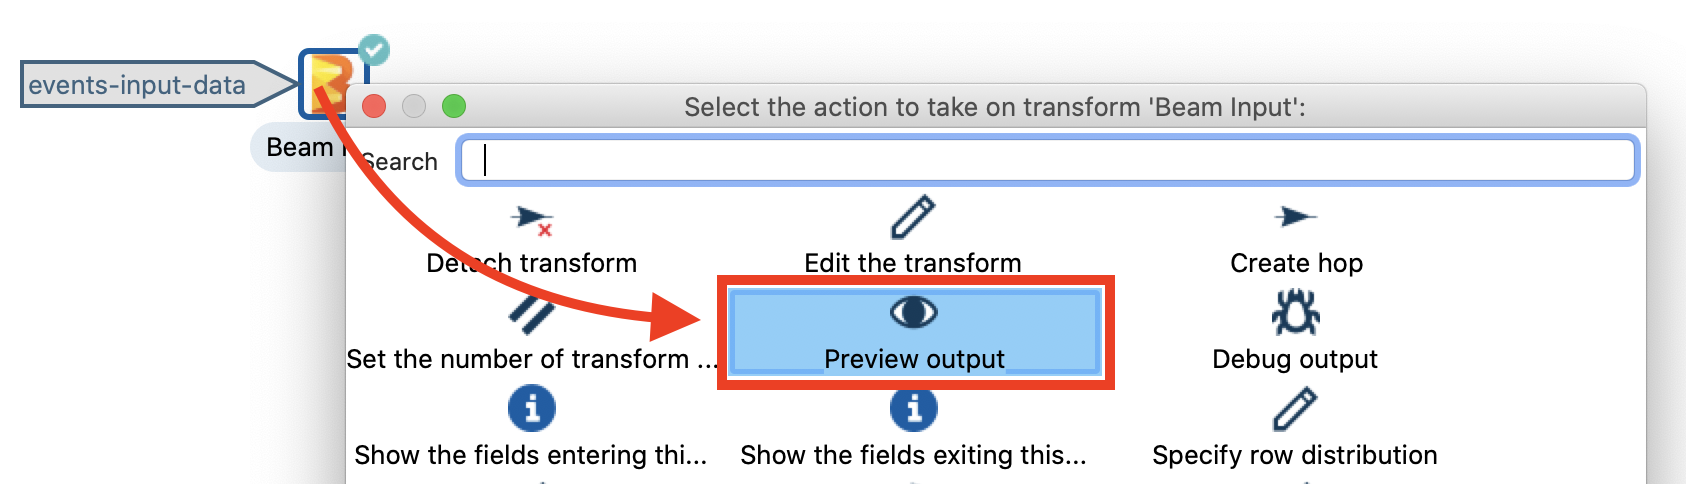 events-input-data
Beam
Select the action to take on transform 'Beam Input':
Search
Detach transform
Edit the transform
Create hop
Set the number of transform ...
Preview output
Debug output
Show the fields entering thi...
Show the fields exiting this...
Specify row distribution